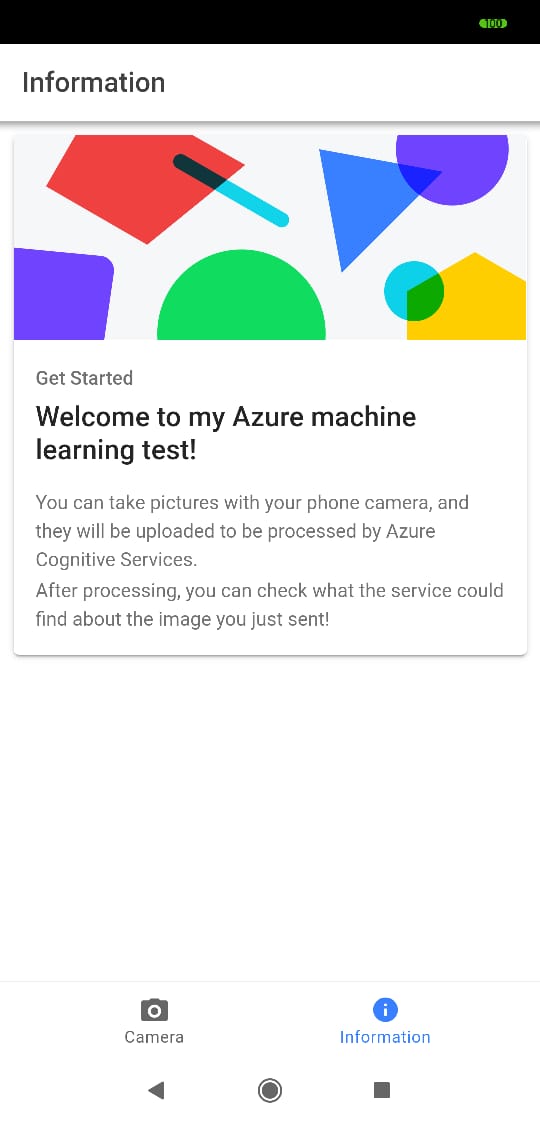 100
Information
Get Started
Welcome to my Azure machine
learning test!
You can take pictures with your phone camera, and
they will be uploaded to be processed by Azure
Cognitive Services.
After processing, you can check what the service could
find about the image you just sent!
Camera
Information